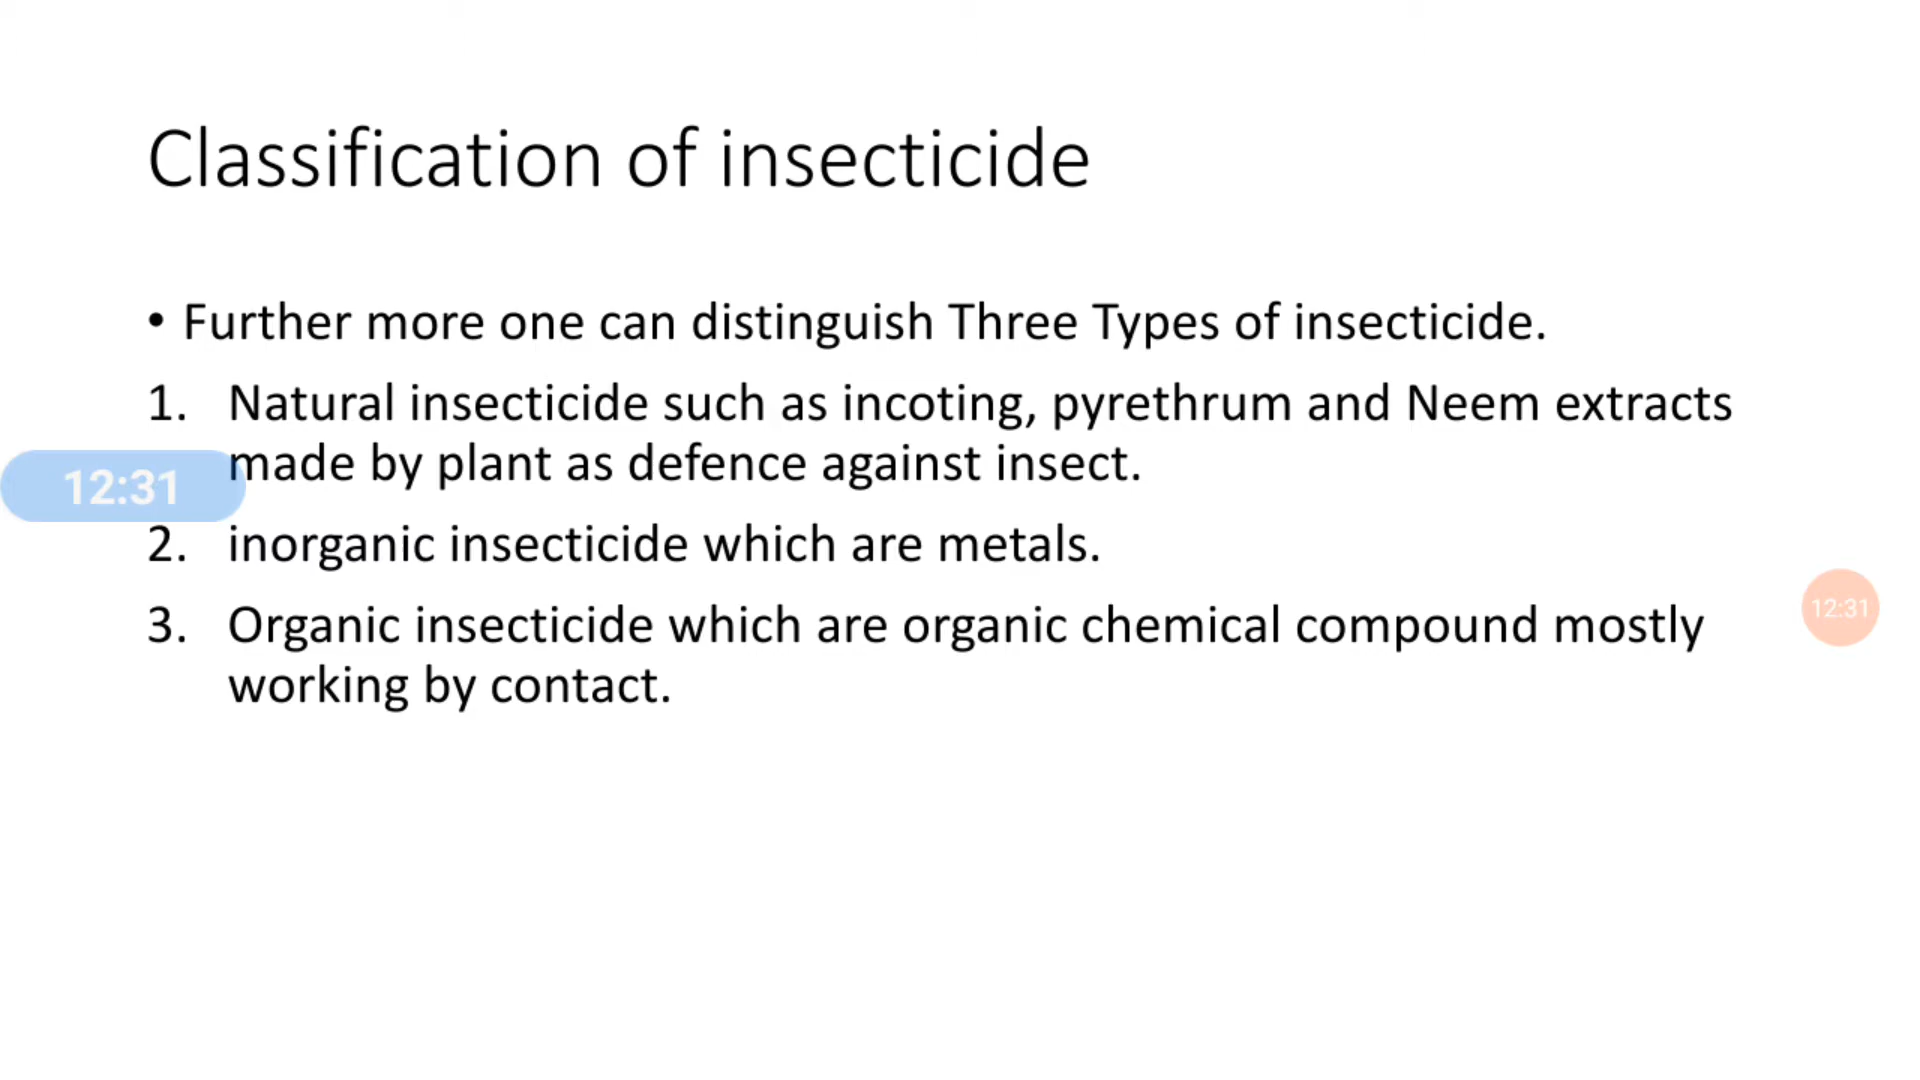 Classification of insecticide
• Further more one can distinguish Three Types of insecticide.
1. Natural insecticide such as incoting, pyrethrum and Neem extracts
made by plant as defence against insect.
12:31
2. inorganic insecticide which are metals.
12:31
3. Organic insecticide which are organic chemical compound mostly
working by contact.